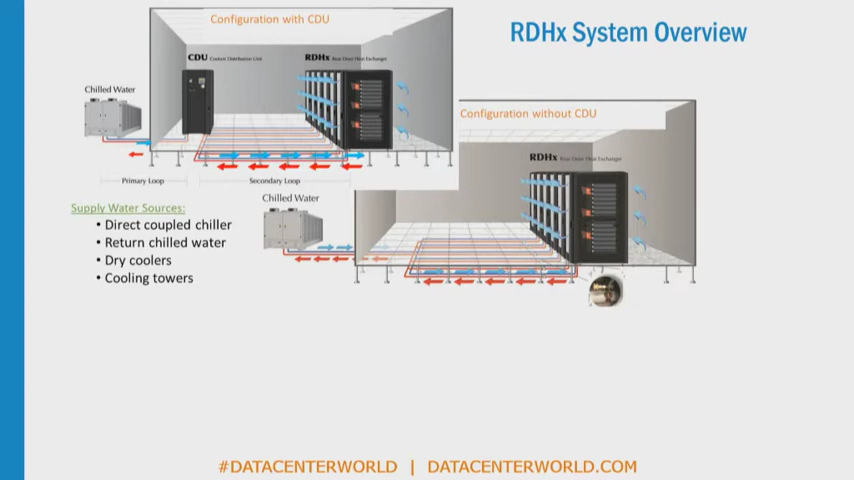 RDHx System Overview
Configuration with CDU
CDU Coolant Distribution Unit
RDHx Rear Door Heat Exchanger
Chilled Water
Primary Loop
Secondary Loop
Configuration without CDU
RDHx Rear Door Heat Exchanger
Chilled Water
Supply Water Sources:
• Direct coupled chiller
• Return chilled water
• Dry coolers
• Cooling towers
#DATACENTERWORLD | DATACENTERWORLD.COM